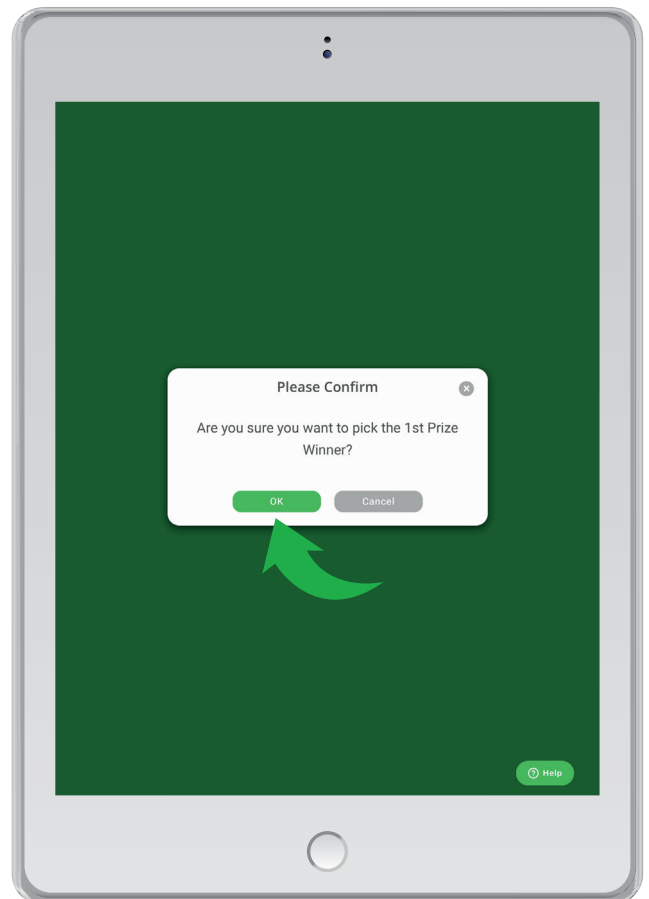 Please Confirm
Are you sure you want to pick the 1st Prize
Winner?
OK
Cancel
Help